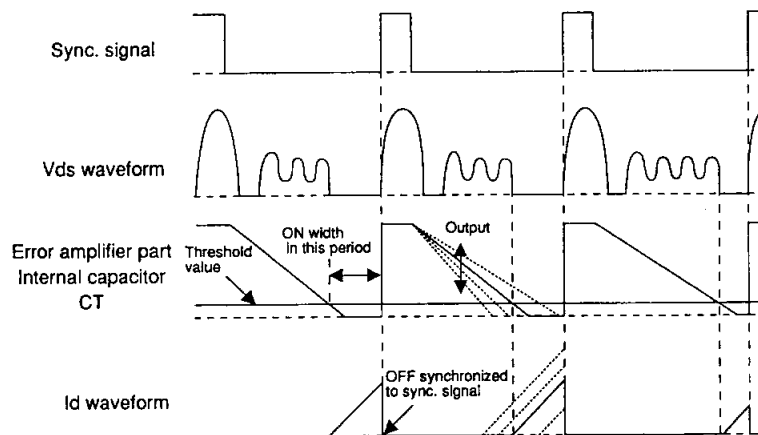 Sync. signal
Vds waveform
Error amplifier part
Internal capacitor
CT
Threshold
value
ON width
in this period
Output
Id waveform
OFF synchronized
to sync. signal